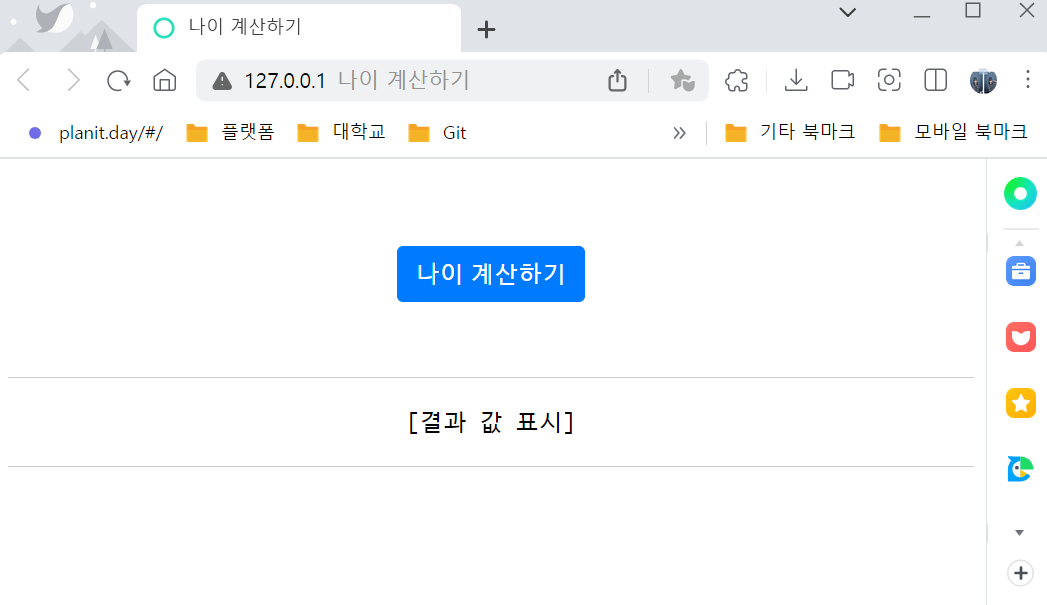 나이 계산하기
127.0.0.1 나이 계산하기
planit.day/#/ 플랫폼 대학교 Git » 기타 북마크 모바일 북마크
나이 계산하기
[결과 값 표시]